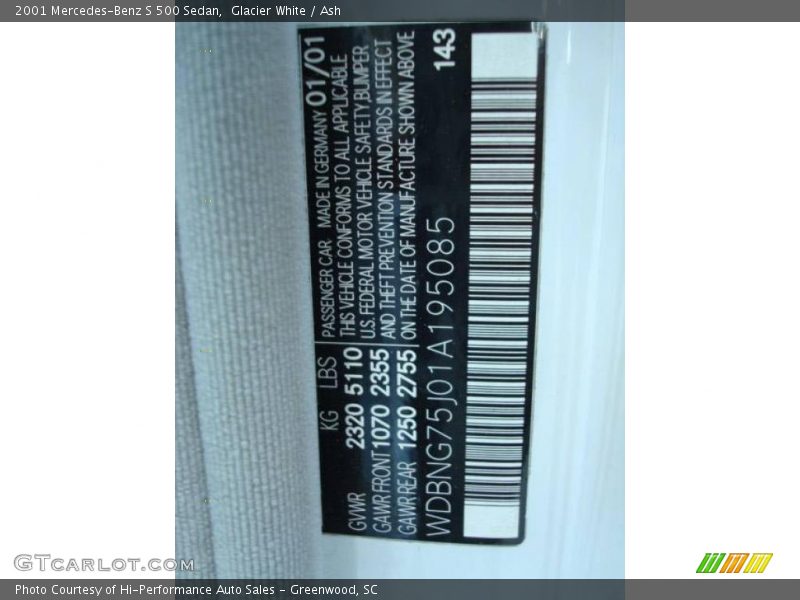 2001 Mercedes-Benz S 500 Sedan,  Glacier White / Ash
PASSENGER CAR. MADE IN GERMANY 01/01
THIS VEHICLE CONFORMS TO ALL APPLICABLE
U.S. FEDERAL MOTOR VEHICLE SAFETY,BUMPER
AND THEFT PREVENTION STANDARDS IN EFFECT
ON THE DATE OF MANUFACTURE SHOWN ABOVE
KG LBS
GVWR 2320 5110
GAWR FRONT 1070 2355
GAWR REAR 1250 2755
WDBNG75J01A195085
143
GTcarlot.com
Photo Courtesy of Hi-Performance Auto Sales - Greenwood, SC